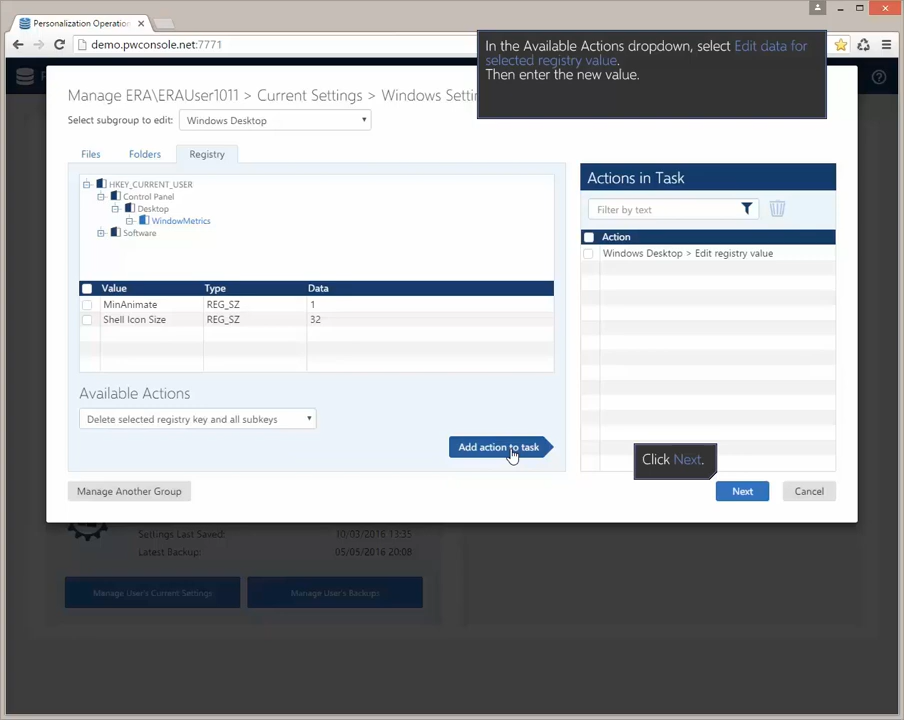 Personalization Operation
demo.pwconsole.net:7771
In the Available Actions dropdown, select Edit data for
selected registry value.
Then enter the new value.
Manage ERA\ERAUser1011 > Current Settings > Windows Setti
Select subgroup to edit: Windows Desktop
Files Folders Registry
HKEY_CURRENT_USER
Control Panel
Desktop
WindowMetrics
Software
Value Type Data
MinAnimate REG_SZ 1
Shell Icon Size REG_SZ 32
Available Actions
Delete selected registry key and all subkeys
Add action to task
Actions in Task
Filter by text
Action
Windows Desktop > Edit registry value
Click Next.
Manage Another Group
Next
Cancel
Settings Last Saved: 10/03/2016 11:35
Latest Backup: 05/05/2016 20:08
Manage User's Current Settings
Manage User's Backups